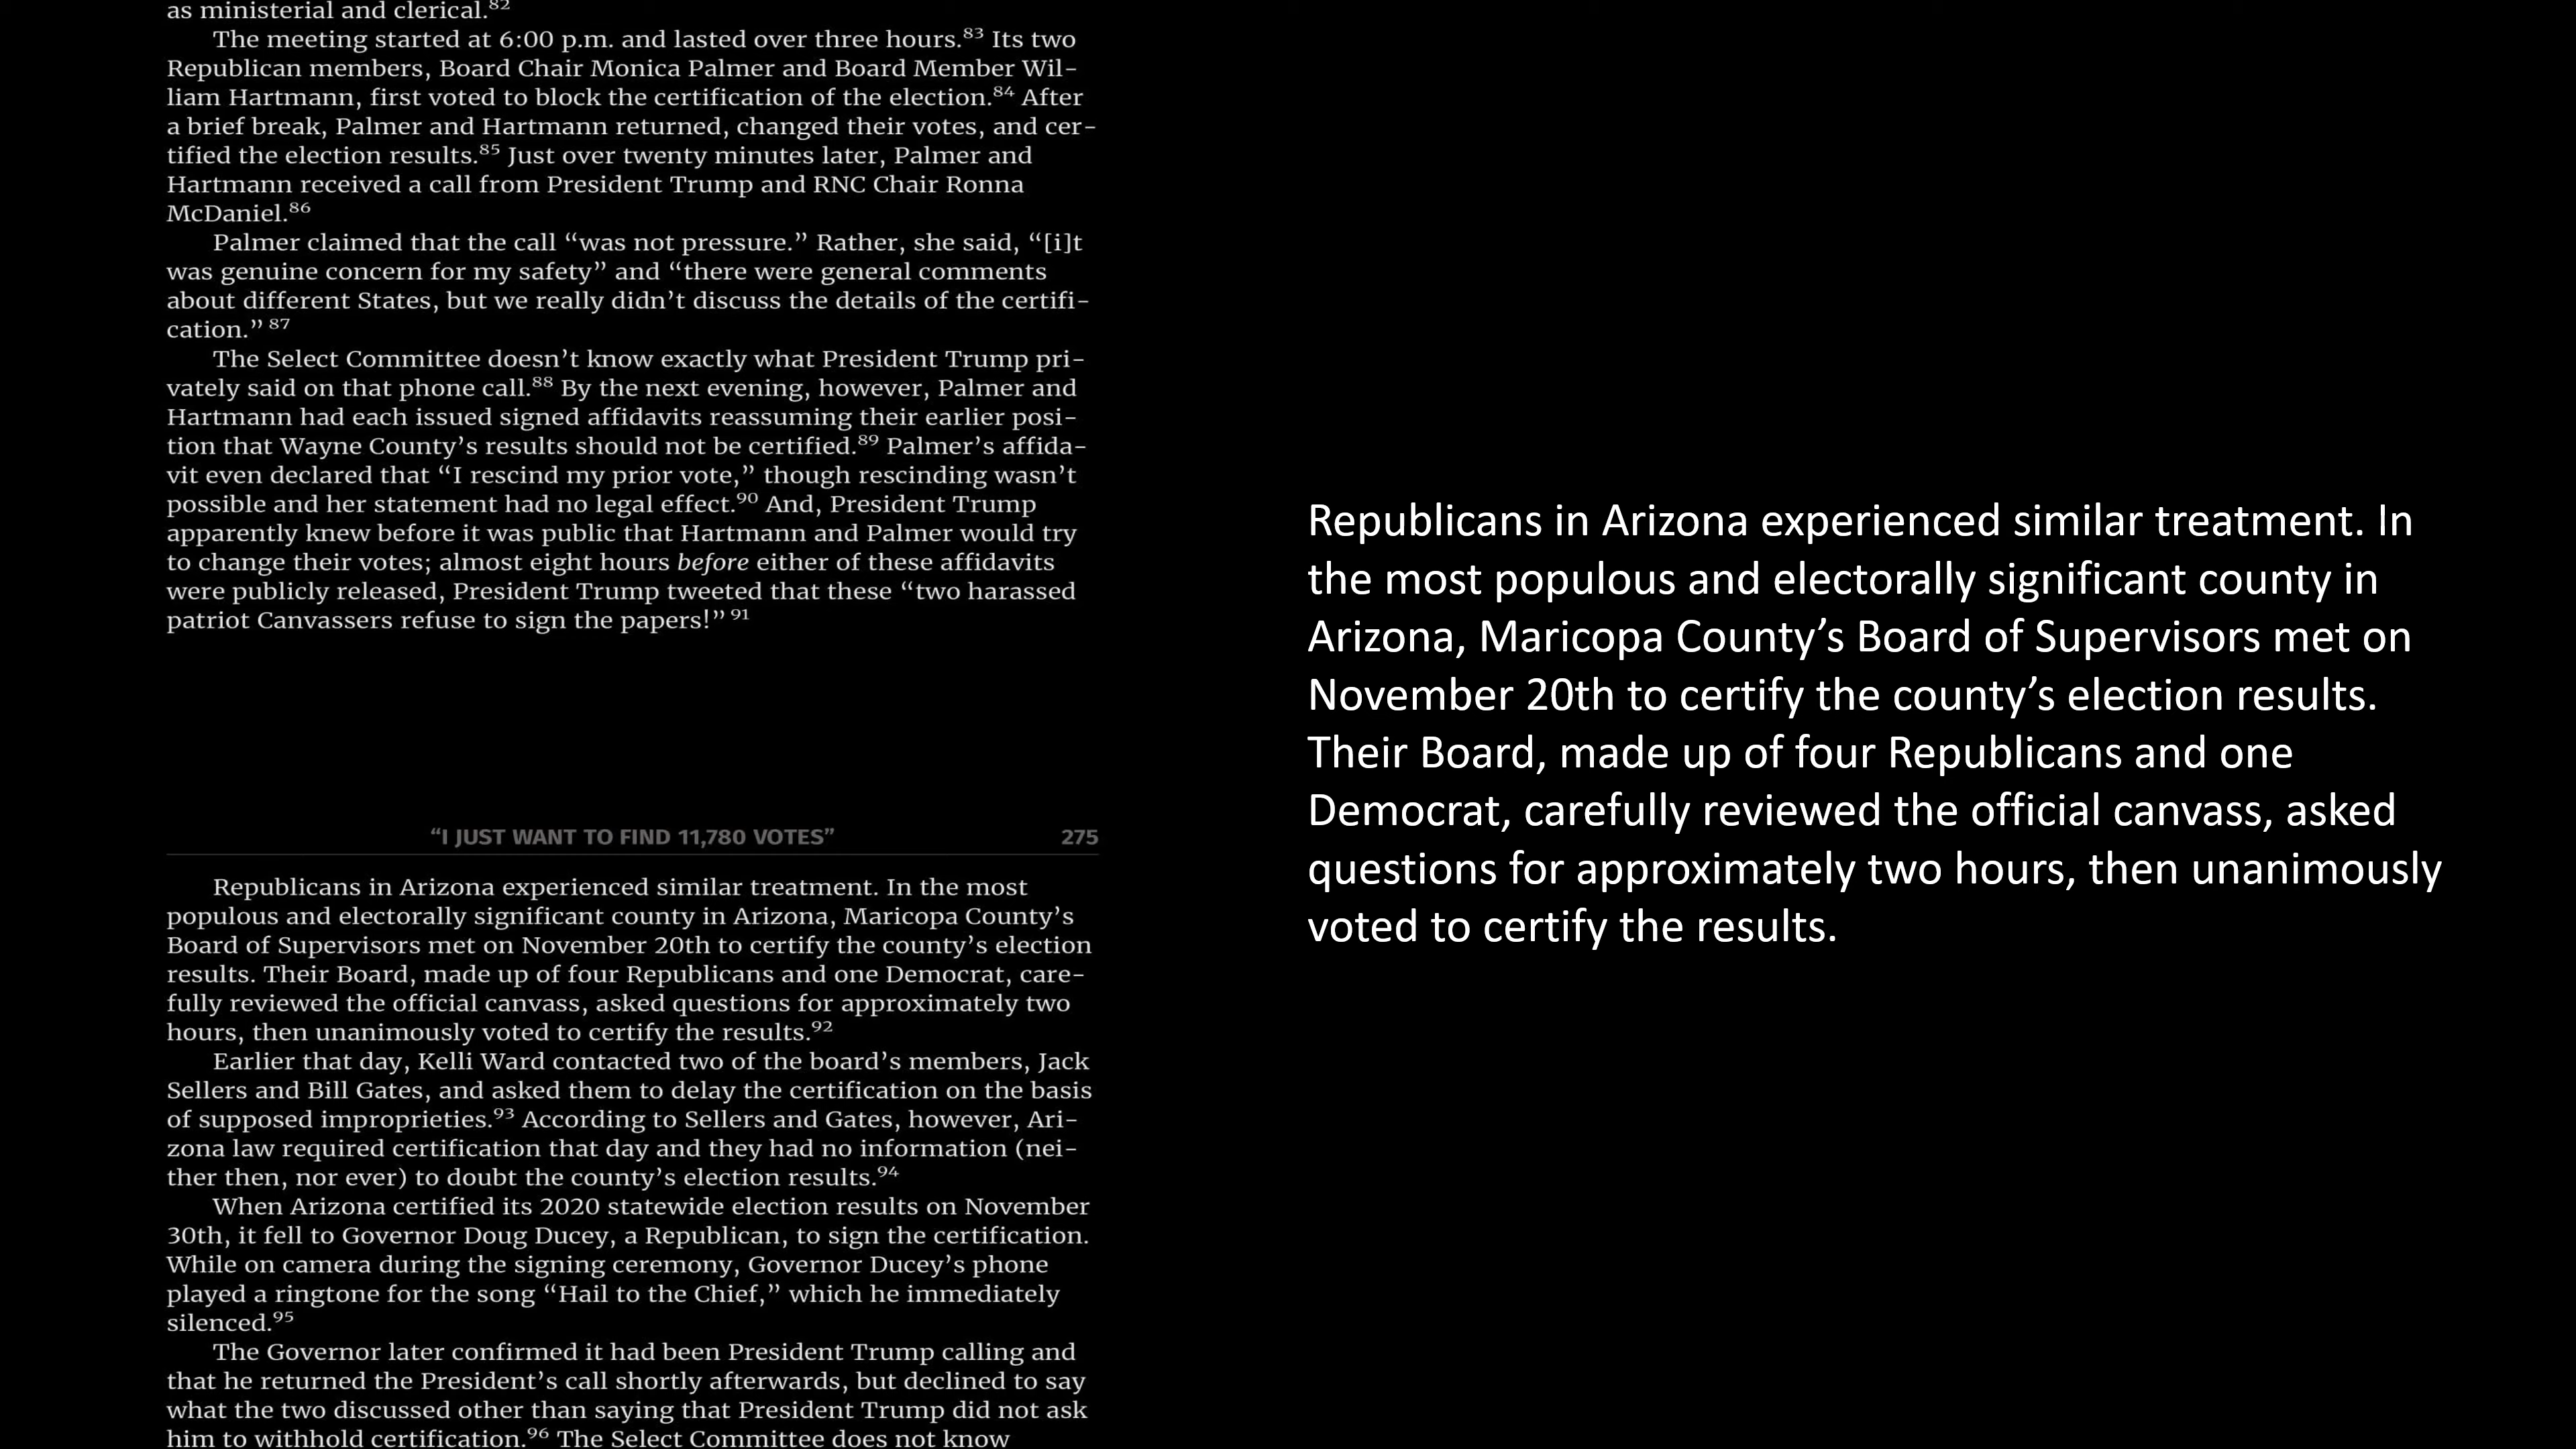 as ministerial and clerical.82
The meeting started at 6:00 p.m. and lasted over three hours.83 Its two
Republican members, Board Chair Monica Palmer and Board Member Wil-
liam Hartmann, first voted to block the certification of the election.84 After
a brief break, Palmer and Hartmann returned, changed their votes, and cer-
tified the election results.85 Just over twenty minutes later, Palmer and
Hartmann received a call from President Trump and RNC Chair Ronna
McDaniel.86
Palmer claimed that the call “was not pressure.” Rather, she said, “[i]t
was genuine concern for my safety” and “there were general comments
about different States, but we really didn’t discuss the details of the certifi-
cation.” 87
The Select Committee doesn’t know exactly what President Trump pri-
vately said on that phone call.88 By the next evening, however, Palmer and
Hartmann had each issued signed affidavits reassuming their earlier posi-
tion that Wayne County’s results should not be certified.89 Palmer’s affida-
vit even declared that “I rescind my prior vote,” though rescinding wasn’t
possible and her statement had no legal effect.90 And, President Trump
apparently knew before it was public that Hartmann and Palmer would try
to change their votes; almost eight hours before either of these affidavits
were publicly released, President Trump tweeted that these “two harassed
patriot Canvassers refuse to sign the papers!” 91
“I JUST WANT TO FIND 11,780 VOTES” 275
Republicans in Arizona experienced similar treatment. In the most
populous and electorally significant county in Arizona, Maricopa County’s
Board of Supervisors met on November 20th to certify the county’s election
results. Their Board, made up of four Republicans and one Democrat, care-
fully reviewed the official canvass, asked questions for approximately two
hours, then unanimously voted to certify the results.92
Earlier that day, Kelli Ward contacted two of the board’s members, Jack
Sellers and Bill Gates, and asked them to delay the certification on the basis
of supposed improprieties.93 According to Sellers and Gates, however, Ari-
zona law required certification that day and they had no information (nei-
ther then, nor ever) to doubt the county’s election results.94
When Arizona certified its 2020 statewide election results on November
30th, it fell to Governor Doug Ducey, a Republican, to sign the certification.
While on camera during the signing ceremony, Governor Ducey’s phone
played a ringtone for the song “Hail to the Chief,” which he immediately
silenced.95
The Governor later confirmed it had been President Trump calling and
that he returned the President’s call shortly afterwards, but declined to say
what the two discussed other than saying that President Trump did not ask
him to withhold certification.96 The Select Committee does not know
Republicans in Arizona experienced similar treatment. In
the most populous and electorally significant county in
Arizona, Maricopa County’s Board of Supervisors met on
November 20th to certify the county’s election results.
Their Board, made up of four Republicans and one
Democrat, carefully reviewed the official canvass, asked
questions for approximately two hours, then unanimously
voted to certify the results.